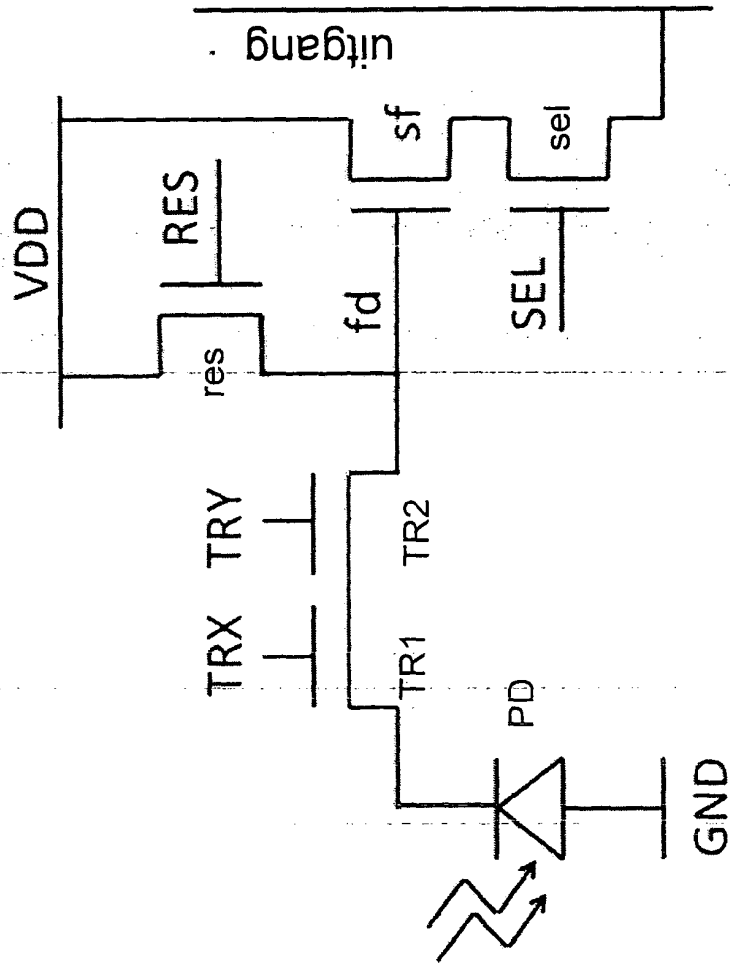 VDD
RES
res
fd
sf
sel
SEL
uitgang
TRX
TRY
TR1
TR2
PD
GND